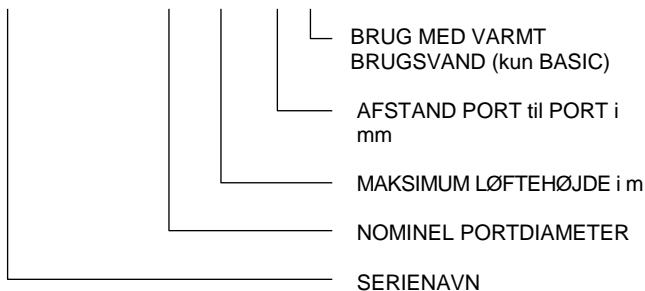 BRUG MED VARMT
BRUGSVAND (kun BASIC)
AFSTAND PORT til PORT i
mm
MAKSIMUM LØFTEHØJDE i m
NOMINEL PORTDIAMETER
SERIENAVN